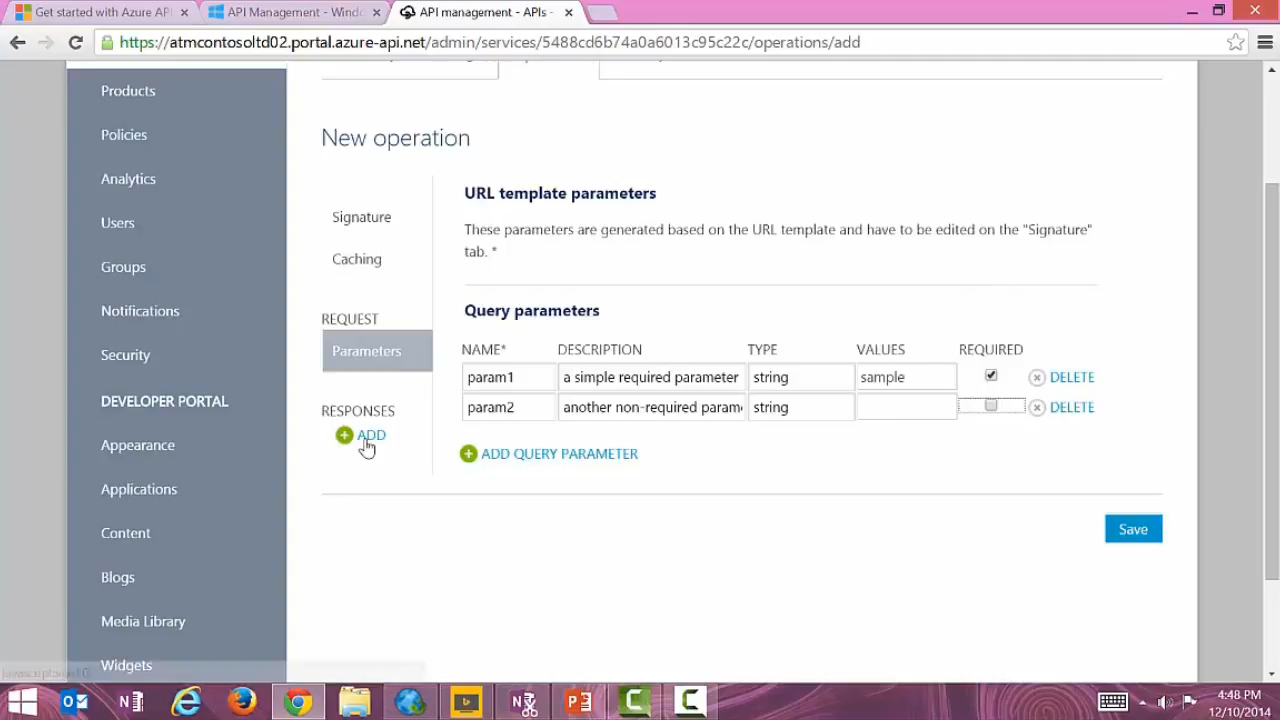 Get started with Azure API
API Management - Windo
API management - APIs -
https://atmcontosoltd02.portal.azure-api.net/admin/services/5488cd6b74a0a6013c95c22c/operations/add
Products
Policies
Analytics
Users
Groups
Notifications
Security
DEVELOPER PORTAL
Appearance
Applications
Content
Blogs
Media Library
Widgets
New operation
Signature
Caching
REQUEST
Parameters
RESPONSES
ADD
URL template parameters
These parameters are generated based on the URL template and have to be edited on the "Signature"
tab. *
Query parameters
NAME* DESCRIPTION TYPE VALUES REQUIRED
param1 a simple required parameter string sample DELETE
param2 another non-required param string DELETE
ADD QUERY PARAMETER
Save
4:48 PM
12/10/2014